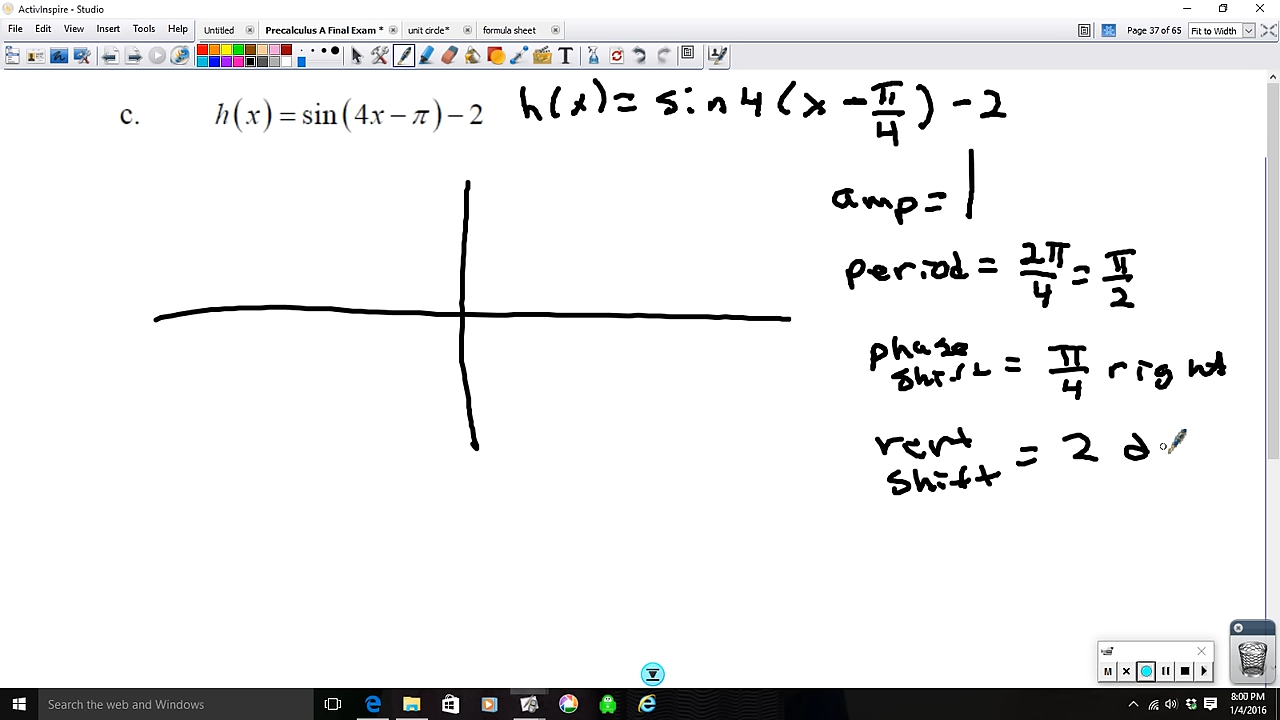 ActivInspire - Studio
Untitled
Precalculus A Final Exam *
unit circle*
formula sheet
File Edit View Insert Tools Help
Page 37 of 65
Fit to Width
c. h(x) = sin(4x − π) − 2
h(x) = sin 4(x − π/4) − 2
amp = 1
period = 2π/4 = π/2
phase shift = π/4 right
vert shift = 2 d
M
Search the web and Windows
8:00 PM
1/4/2016